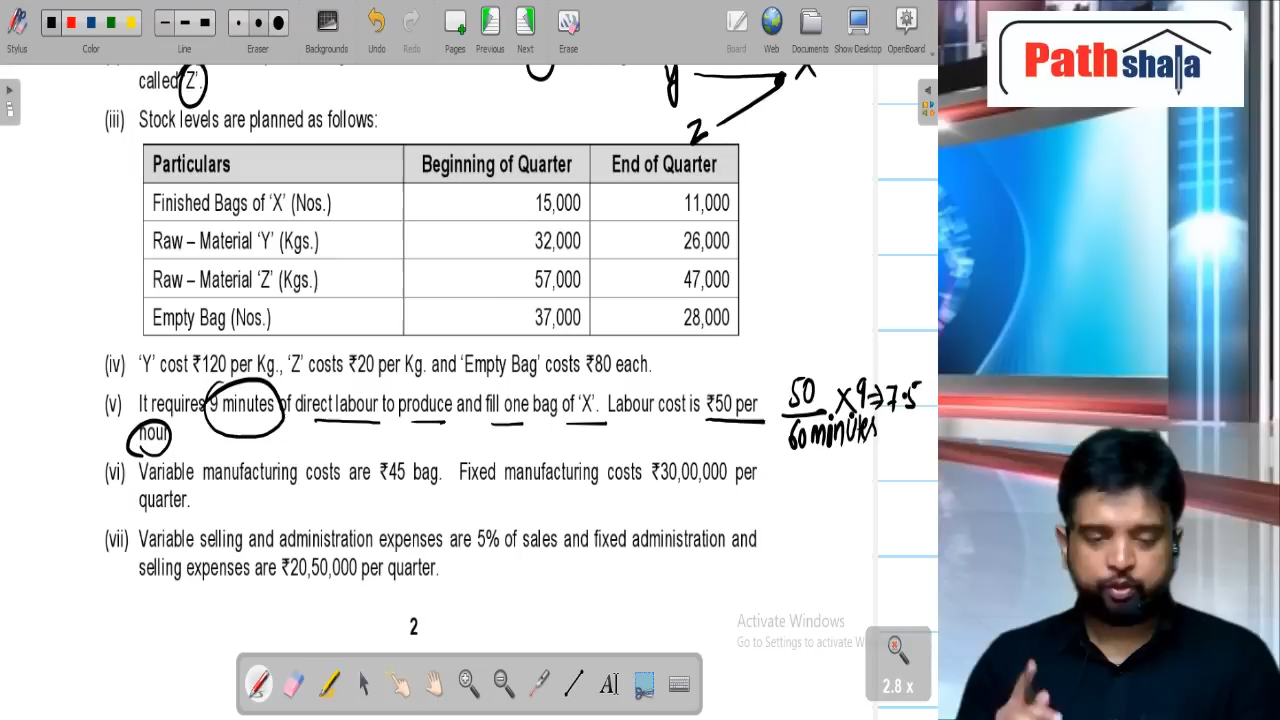 Stylus Color Line Eraser Backgrounds Undo Redo Pages Previous Next Erase Board Web Documents Show Desktop OpenBoard
Path shala
called 'Z'.
Y X
Z
(iii) Stock levels are planned as follows:
Particulars Beginning of Quarter End of Quarter
Finished Bags of 'X' (Nos.) 15,000 11,000
Raw – Material 'Y' (Kgs.) 32,000 26,000
Raw – Material 'Z' (Kgs.) 57,000 47,000
Empty Bag (Nos.) 37,000 28,000
(iv) 'Y' cost ₹120 per Kg., 'Z' costs ₹20 per Kg. and 'Empty Bag' costs ₹80 each.
(v) It requires 9 minutes of direct labour to produce and fill one bag of 'X'. Labour cost is ₹50 per
hour.
50 × 9 ⇒ 7.5
60 minutes
(vi) Variable manufacturing costs are ₹45 bag. Fixed manufacturing costs ₹30,00,000 per
quarter.
(vii) Variable selling and administration expenses are 5% of sales and fixed administration and
selling expenses are ₹20,50,000 per quarter.
2
Activate Windows
Go to Settings to activate W
2.8 x
AI